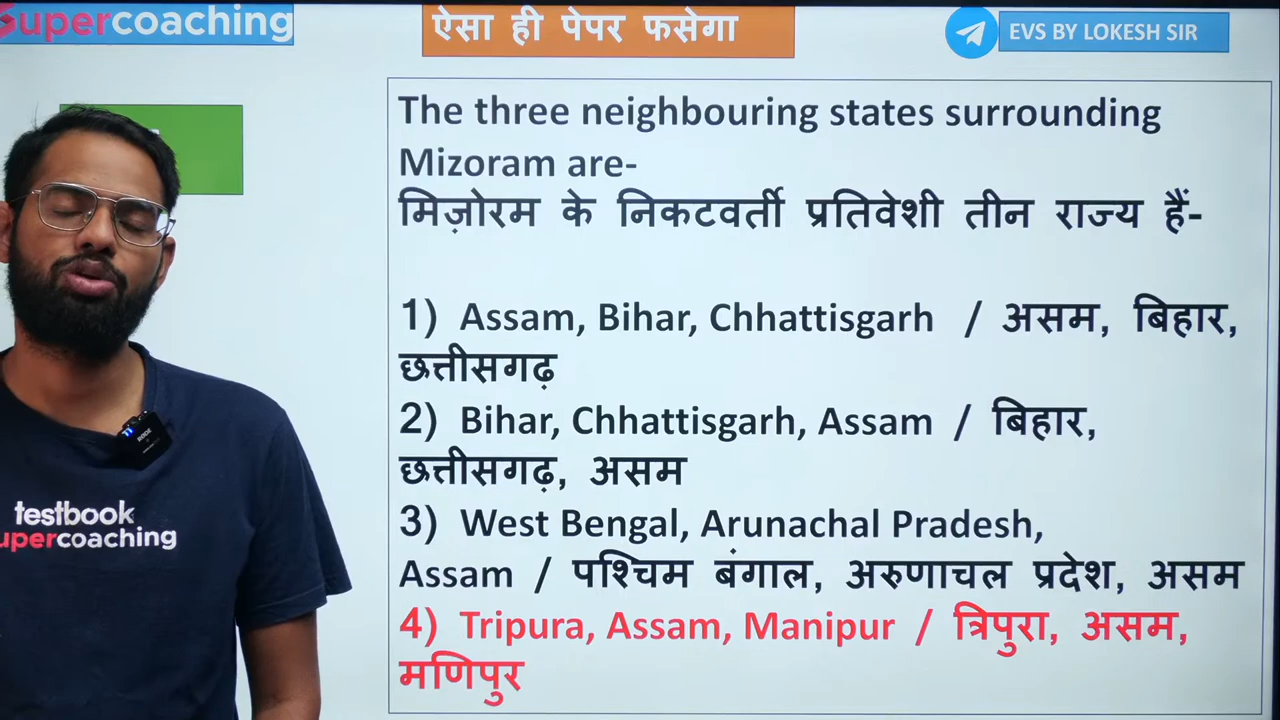 supercoaching
ऐसा ही पेपर फसेगा
EVS BY LOKESH SIR
The three neighbouring states surrounding
Mizoram are-
मिज़ोरम के निकटवर्ती प्रतिवेशी तीन राज्य हैं-
1) Assam, Bihar, Chhattisgarh / असम, बिहार,
छत्तीसगढ़
2) Bihar, Chhattisgarh, Assam / बिहार,
छत्तीसगढ़, असम
3) West Bengal, Arunachal Pradesh,
Assam / पश्चिम बंगाल, अरुणाचल प्रदेश, असम
4) Tripura, Assam, Manipur / त्रिपुरा, असम,
मणिपुर
testbook
supercoaching